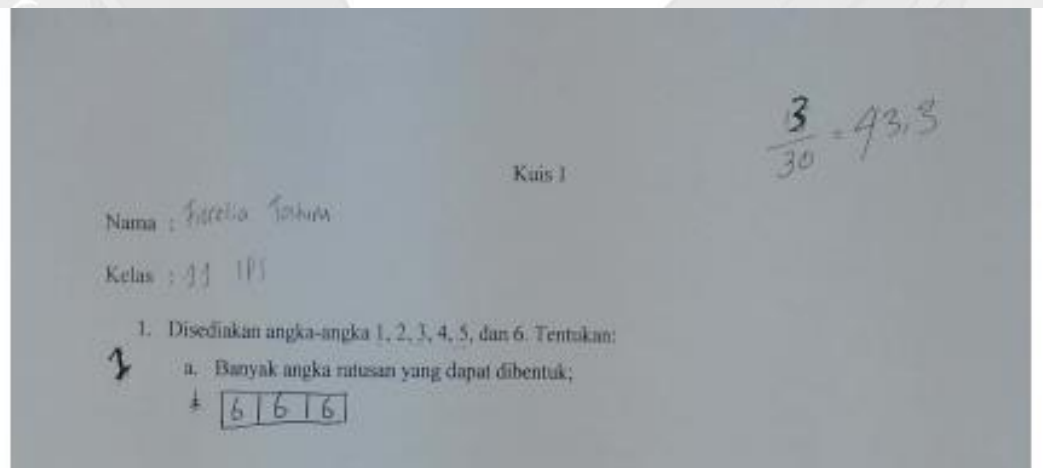 3
30 = 43,3
Kuis 1
Nama :
Kelas : 11 IPS
1. Disediakan angka-angka 1, 2, 3, 4, 5, dan 6. Tentukan:
a. Banyak angka ratusan yang dapat dibentuk;
6 | 6 | 6